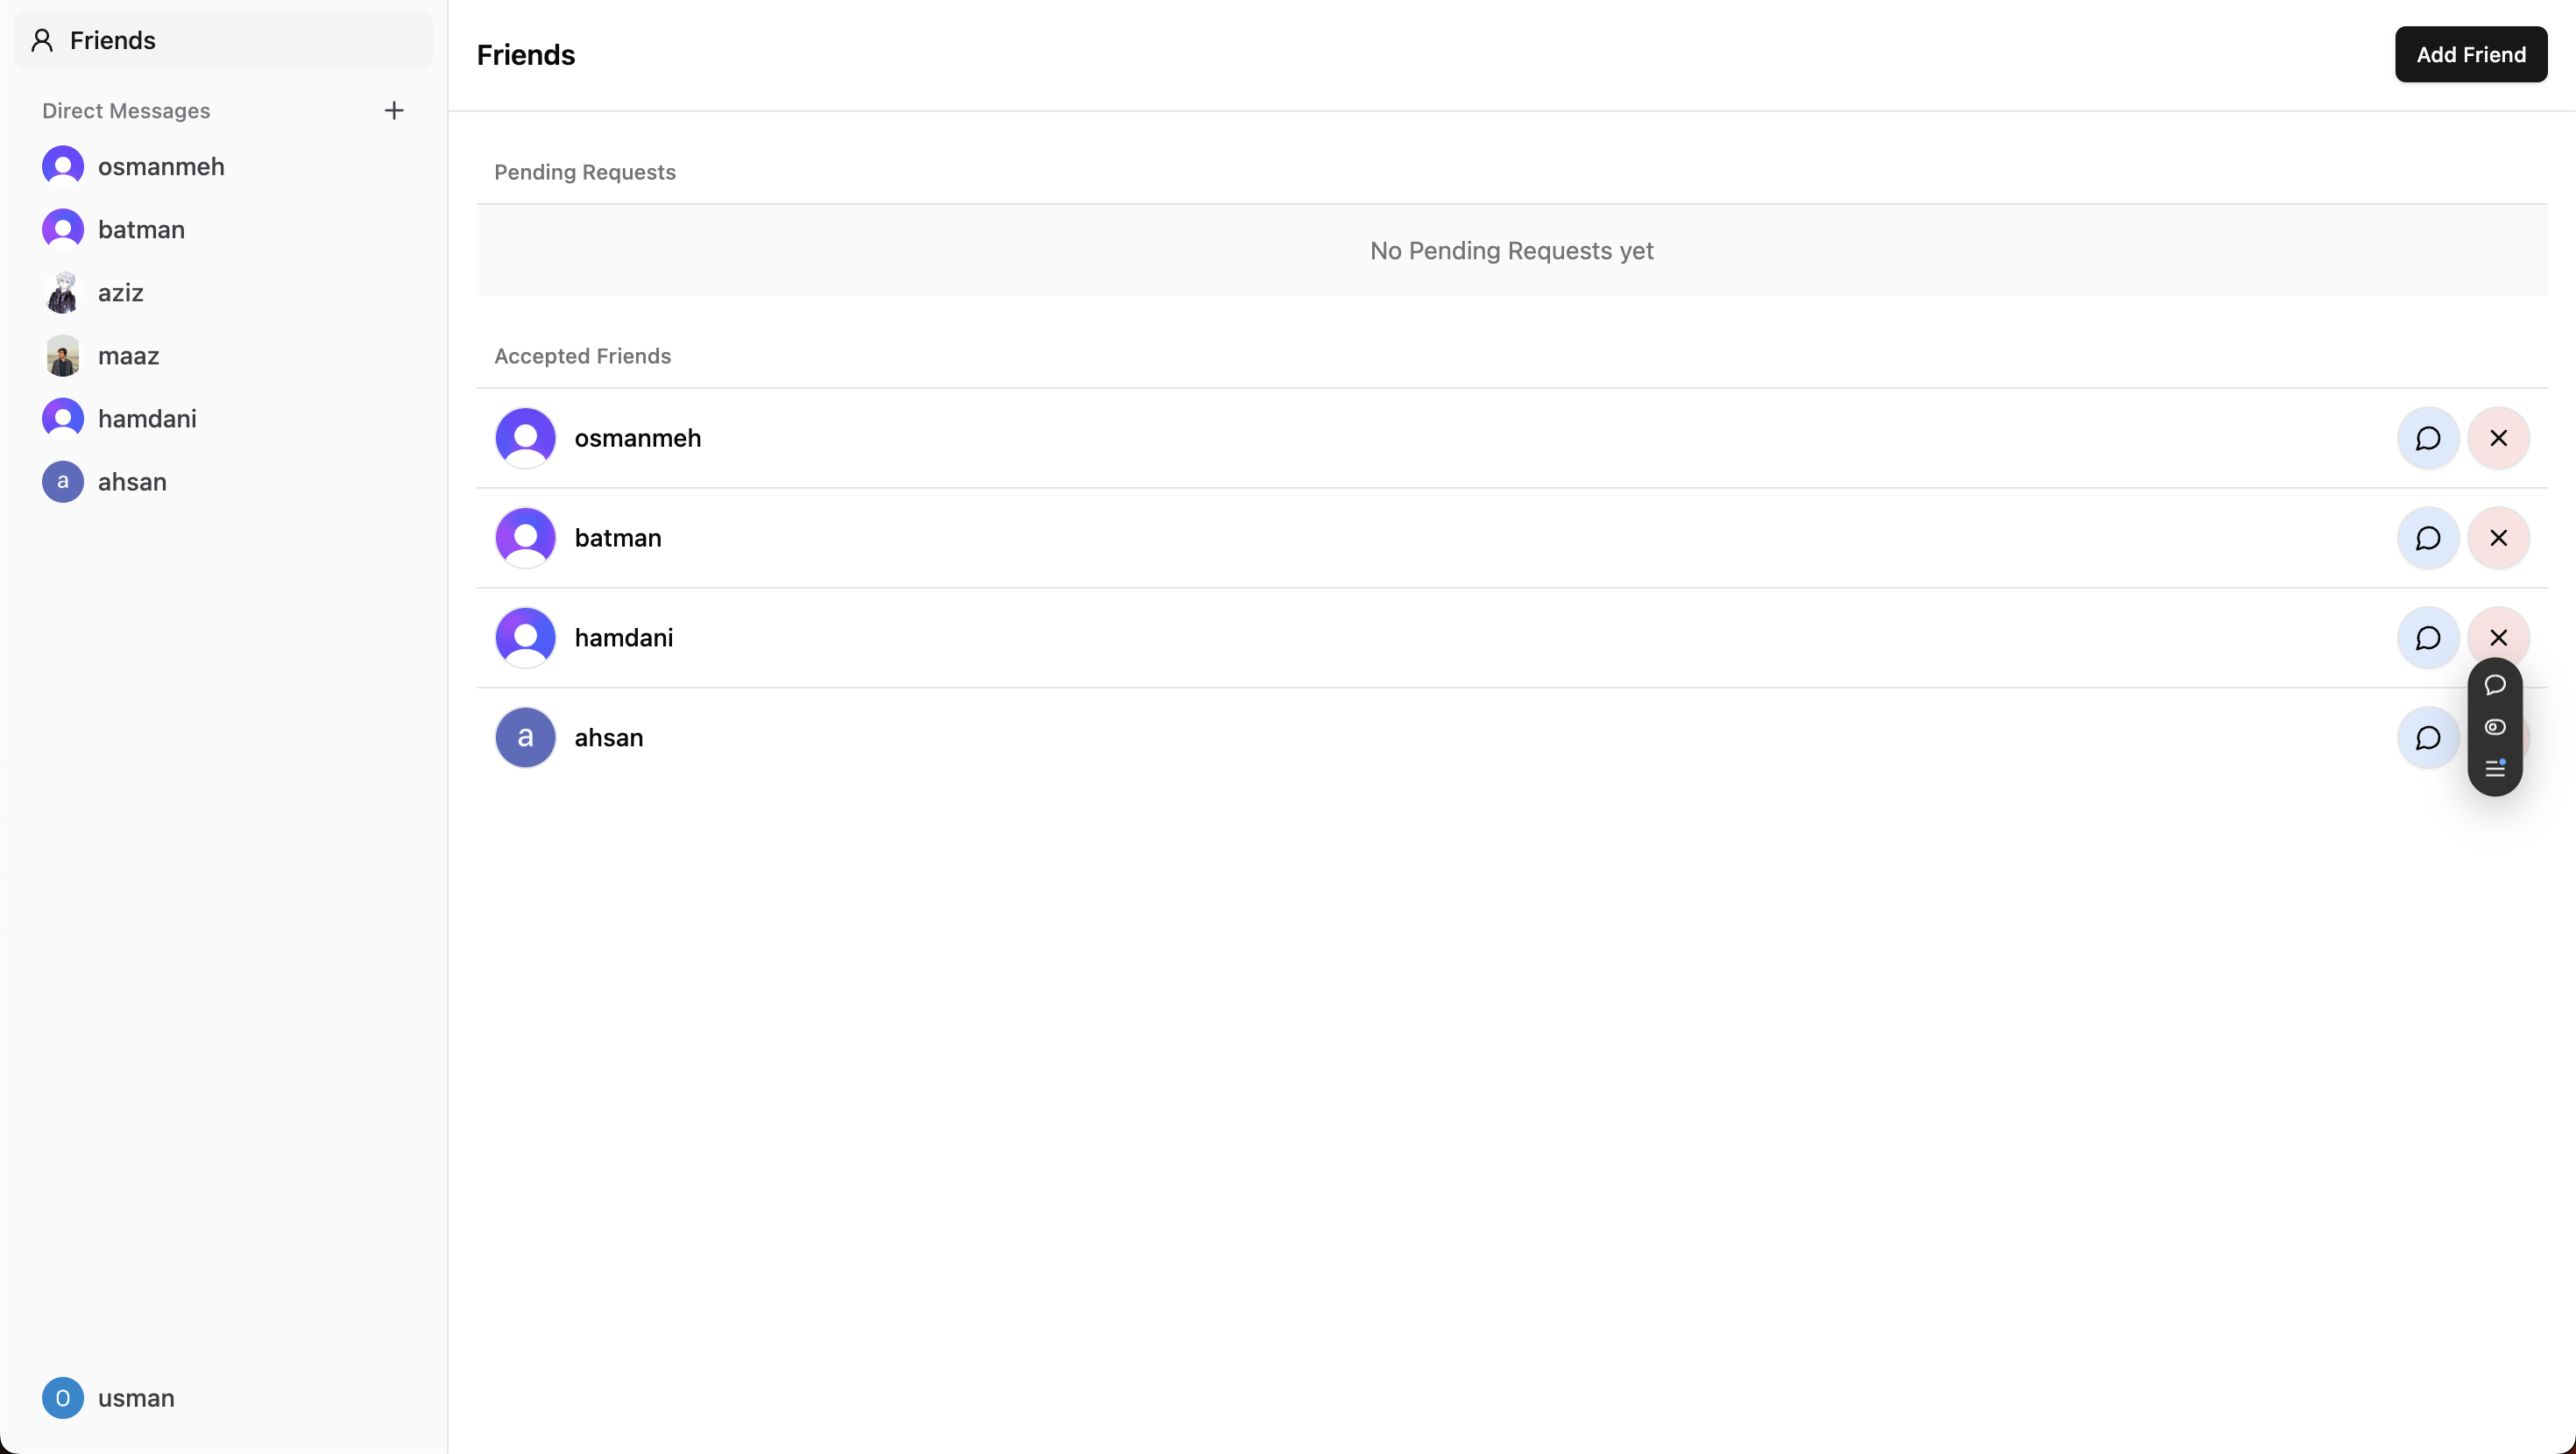 Friends
Direct Messages
osmanmeh
batman
aziz
maaz
hamdani
a ahsan
O usman
Friends
Add Friend
Pending Requests
No Pending Requests yet
Accepted Friends
osmanmeh
batman
hamdani
a ahsan